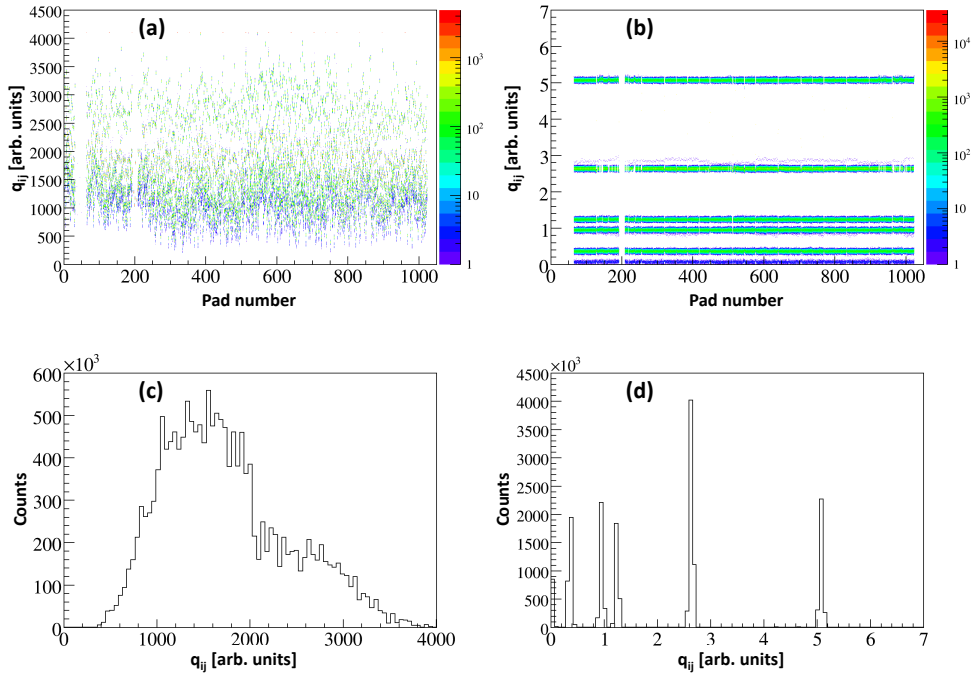 (a)
4500
4000
3500
3000
2500
2000
1500
1000
500
0
q_ij [arb. units]
0 200 400 600 800 1000
Pad number
10³
10²
10
1
(b)
7
6
5
4
3
2
1
0
q_ij [arb. units]
0 200 400 600 800 1000
Pad number
10⁴
10³
10²
10
1
(c)
×10³
600
500
400
300
200
100
0
Counts
0 1000 2000 3000 4000
q_ij [arb. units]
(d)
×10³
4500
4000
3500
3000
2500
2000
1500
1000
500
0
Counts
0 1 2 3 4 5 6 7
q_ij [arb. units]